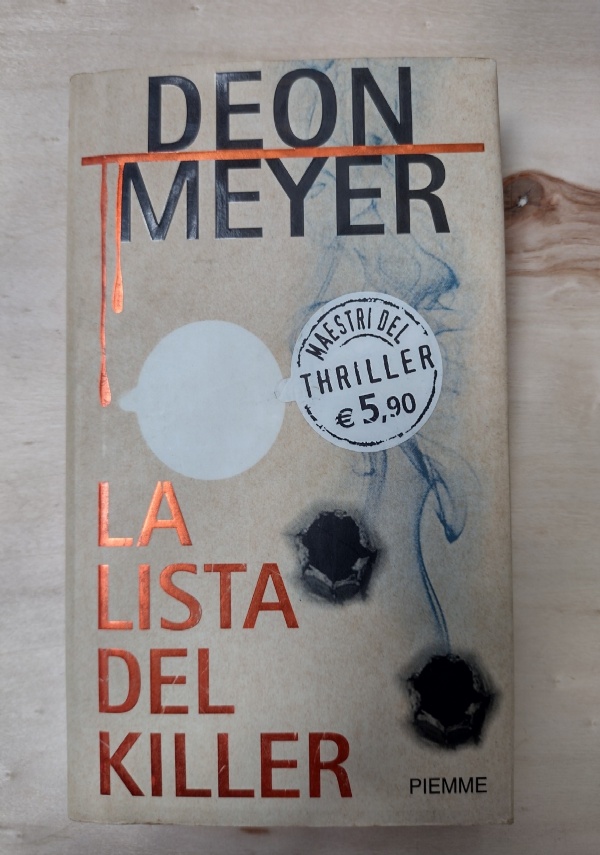 DEON
MEYER
MAESTRI DEL
THRILLER
€ 5,90
LA
LISTA
DEL
KILLER
PIEMME